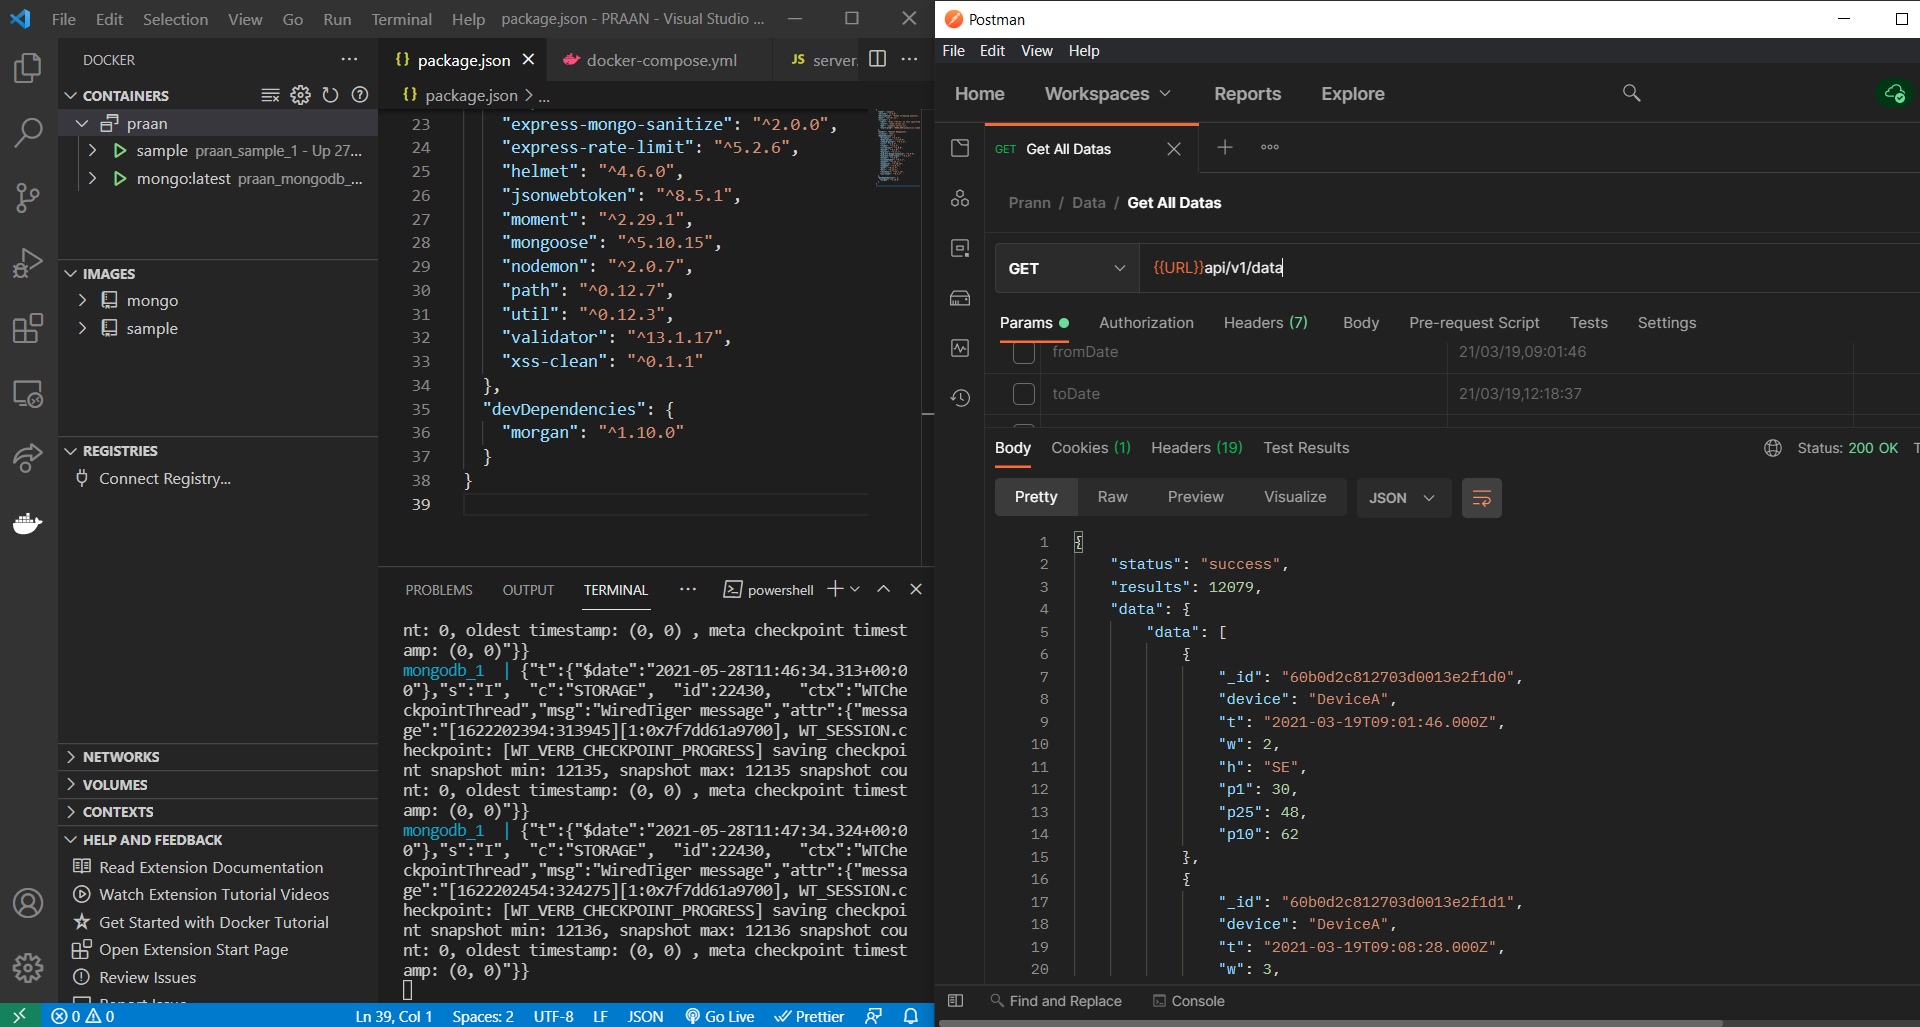 File Edit Selection View Go Run Terminal Help package.json - PRAAN - Visual Studio ...
DOCKER
CONTAINERS
praan
sample praan_sample_1 - Up 27...
mongo:latest praan_mongodb_...
IMAGES
mongo
sample
REGISTRIES
Connect Registry...
NETWORKS
VOLUMES
CONTEXTS
HELP AND FEEDBACK
Read Extension Documentation
Watch Extension Tutorial Videos
Get Started with Docker Tutorial
Open Extension Start Page
Review Issues
{} package.json docker-compose.yml JS server.
{} package.json > ...
23 "express-mongo-sanitize": "^2.0.0",
24 "express-rate-limit": "^5.2.6",
25 "helmet": "^4.6.0",
26 "jsonwebtoken": "^8.5.1",
27 "moment": "^2.29.1",
28 "mongoose": "^5.10.15",
29 "nodemon": "^2.0.7",
30 "path": "^0.12.7",
31 "util": "^0.12.3",
32 "validator": "^13.1.17",
33 "xss-clean": "^0.1.1"
34 },
35 "devDependencies": {
36 "morgan": "^1.10.0"
37 }
38 }
39
PROBLEMS OUTPUT TERMINAL ... powershell
nt: 0, oldest timestamp: (0, 0) , meta checkpoint timest
amp: (0, 0)"}}
mongodb_1 | {"t":{"$date":"2021-05-28T11:46:34.313+00:0
0"},"s":"I", "c":"STORAGE", "id":22430, "ctx":"WTChe
ckpointThread","msg":"WiredTiger message","attr":{"messa
ge":"[1622202394:313945][1:0x7f7dd61a9700], WT_SESSION.c
heckpoint: [WT_VERB_CHECKPOINT_PROGRESS] saving checkpoi
nt snapshot min: 12135, snapshot max: 12135 snapshot cou
nt: 0, oldest timestamp: (0, 0) , meta checkpoint timest
amp: (0, 0)"}}
mongodb_1 | {"t":{"$date":"2021-05-28T11:47:34.324+00:0
0"},"s":"I", "c":"STORAGE", "id":22430, "ctx":"WTChe
ckpointThread","msg":"WiredTiger message","attr":{"messa
ge":"[1622202454:324275][1:0x7f7dd61a9700], WT_SESSION.c
heckpoint: [WT_VERB_CHECKPOINT_PROGRESS] saving checkpoi
nt snapshot min: 12136, snapshot max: 12136 snapshot cou
nt: 0, oldest timestamp: (0, 0) , meta checkpoint timest
amp: (0, 0)"}}
0 0 Ln 39, Col 1 Spaces: 2 UTF-8 LF JSON Go Live Prettier
Postman
File Edit View Help
Home Workspaces Reports Explore
GET Get All Datas
Prann / Data / Get All Datas
GET {{URL}}api/v1/data
Params Authorization Headers (7) Body Pre-request Script Tests Settings
fromDate 21/03/19,09:01:46
toDate 21/03/19,12:18:37
Body Cookies (1) Headers (19) Test Results Status: 200 OK T
Pretty Raw Preview Visualize JSON
1 {
2 "status": "success",
3 "results": 12079,
4 "data": {
5 "data": [
6 {
7 "_id": "60b0d2c812703d0013e2f1d0",
8 "device": "DeviceA",
9 "t": "2021-03-19T09:01:46.000Z",
10 "w": 2,
11 "h": "SE",
12 "p1": 30,
13 "p25": 48,
14 "p10": 62
15 },
16 {
17 "_id": "60b0d2c812703d0013e2f1d1",
18 "device": "DeviceA",
19 "t": "2021-03-19T09:08:28.000Z",
20 "w": 3,
Find and Replace Console